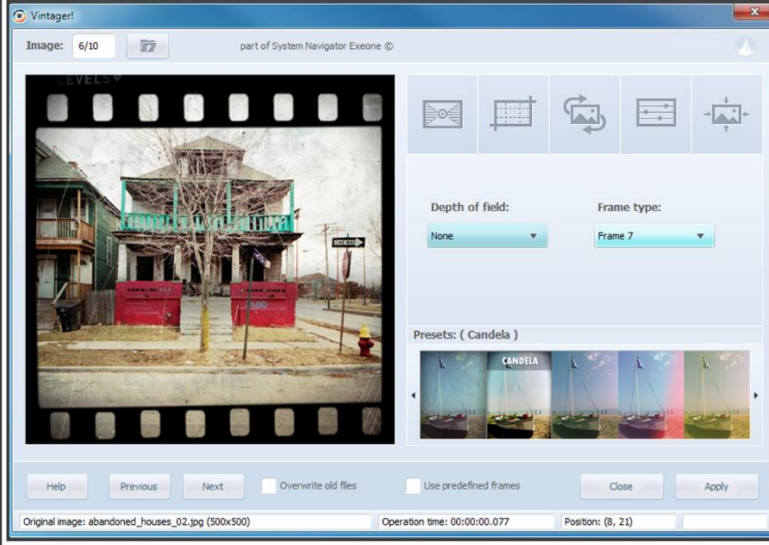 Vintager!
Image: 6/10 part of System Navigator Exeone ©
LEVELS
ONE WAY
Depth of field: Frame type:
None Frame 7
Presets: ( Candela )
CANDELA
Help Previous Next Overwrite old files Use predefined frames Close Apply
Original image: abandoned_houses_02.jpg (500x500) Operation time: 00:00:00.077 Position: (8, 21)